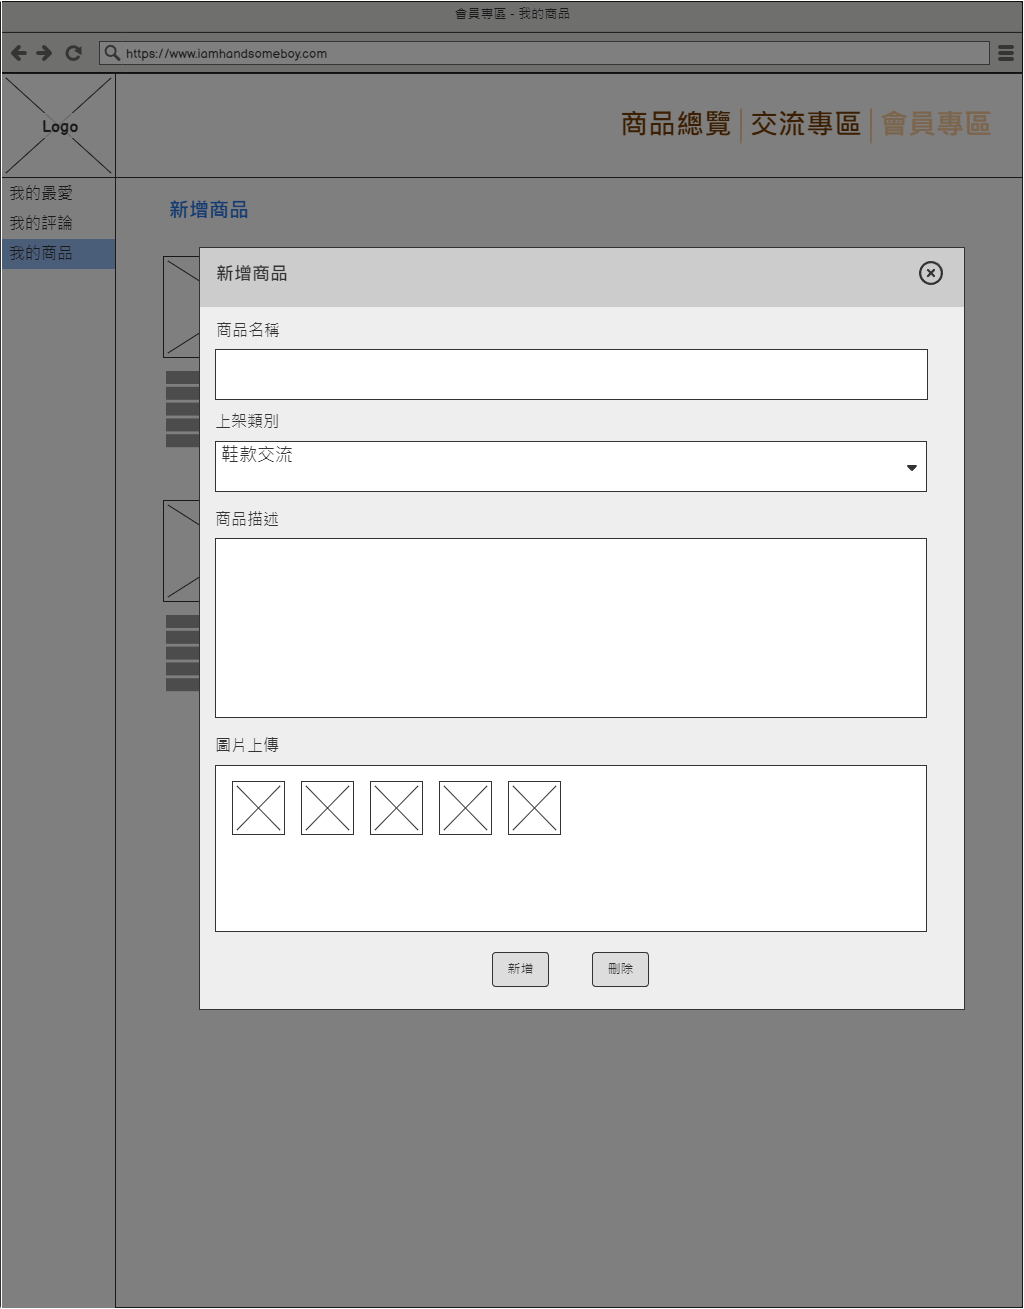 會員專區 - 我的商品
https://www.iamhandsomeboy.com
Logo
商品總覽 | 交流專區 | 會員專區
我的最愛
我的評論
我的商品
新增商品
新增商品
商品名稱
上架類別
鞋款交流
商品描述
圖片上傳
新增
刪除